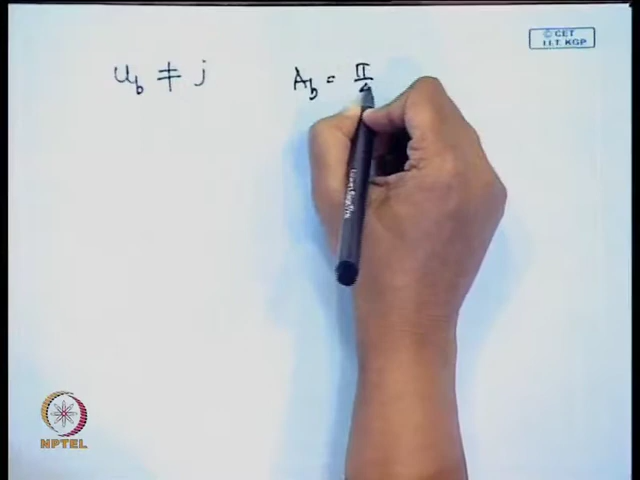 u_b ≠ j
A_b = π/4
© CET
I.I.T. KGP
NPTEL